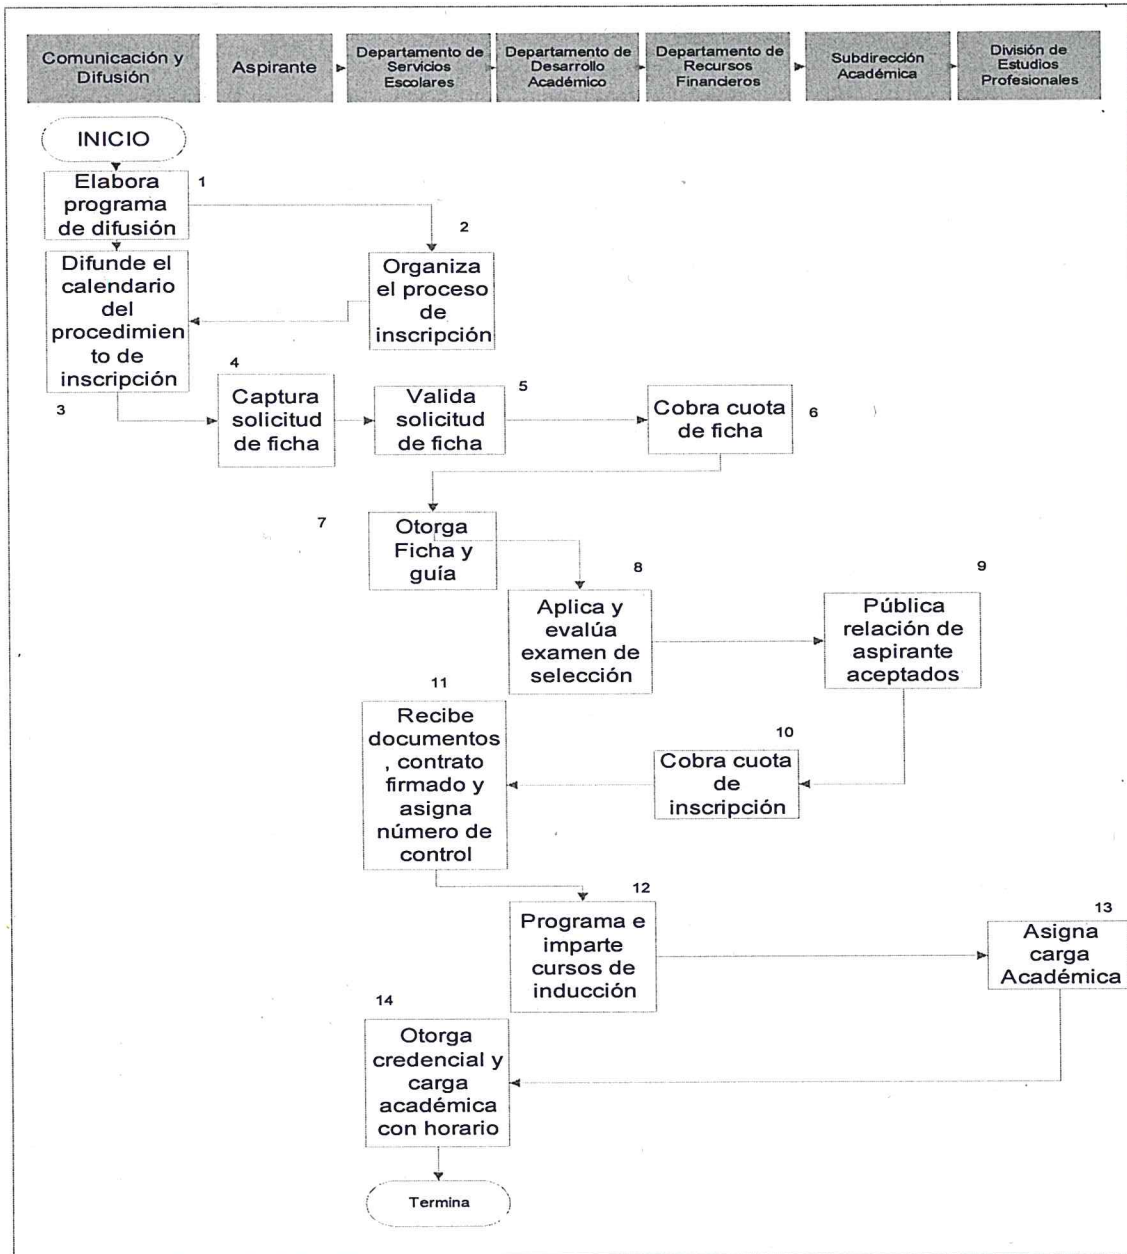 Comunicación y
Difusión
Aspirante
Departamento de
Servicios
Escolares
Departamento de
Desarrollo
Académico
Departamento de
Recursos
Financieros
Subdirección
Académica
División de
Estudios
Profesionales
INICIO
Elabora
programa
de difusión
1
2
Difunde el
calendario
del
procedimien
to de
inscripción
3
Organiza
el proceso
de
inscripción
4
Captura
solicitud
de ficha
5
Valida
solicitud
de ficha
Cobra cuota
de ficha
6
7
Otorga
Ficha y
guía
8
Aplica y
evalúa
examen de
selección
9
Pública
relación de
aspirante
aceptados
10
Cobra cuota
de
inscripción
11
Recibe
documentos
, contrato
firmado y
asigna
número de
control
12
Programa e
imparte
cursos de
inducción
13
Asigna
carga
Académica
14
Otorga
credencial y
carga
académica
con horario
Termina